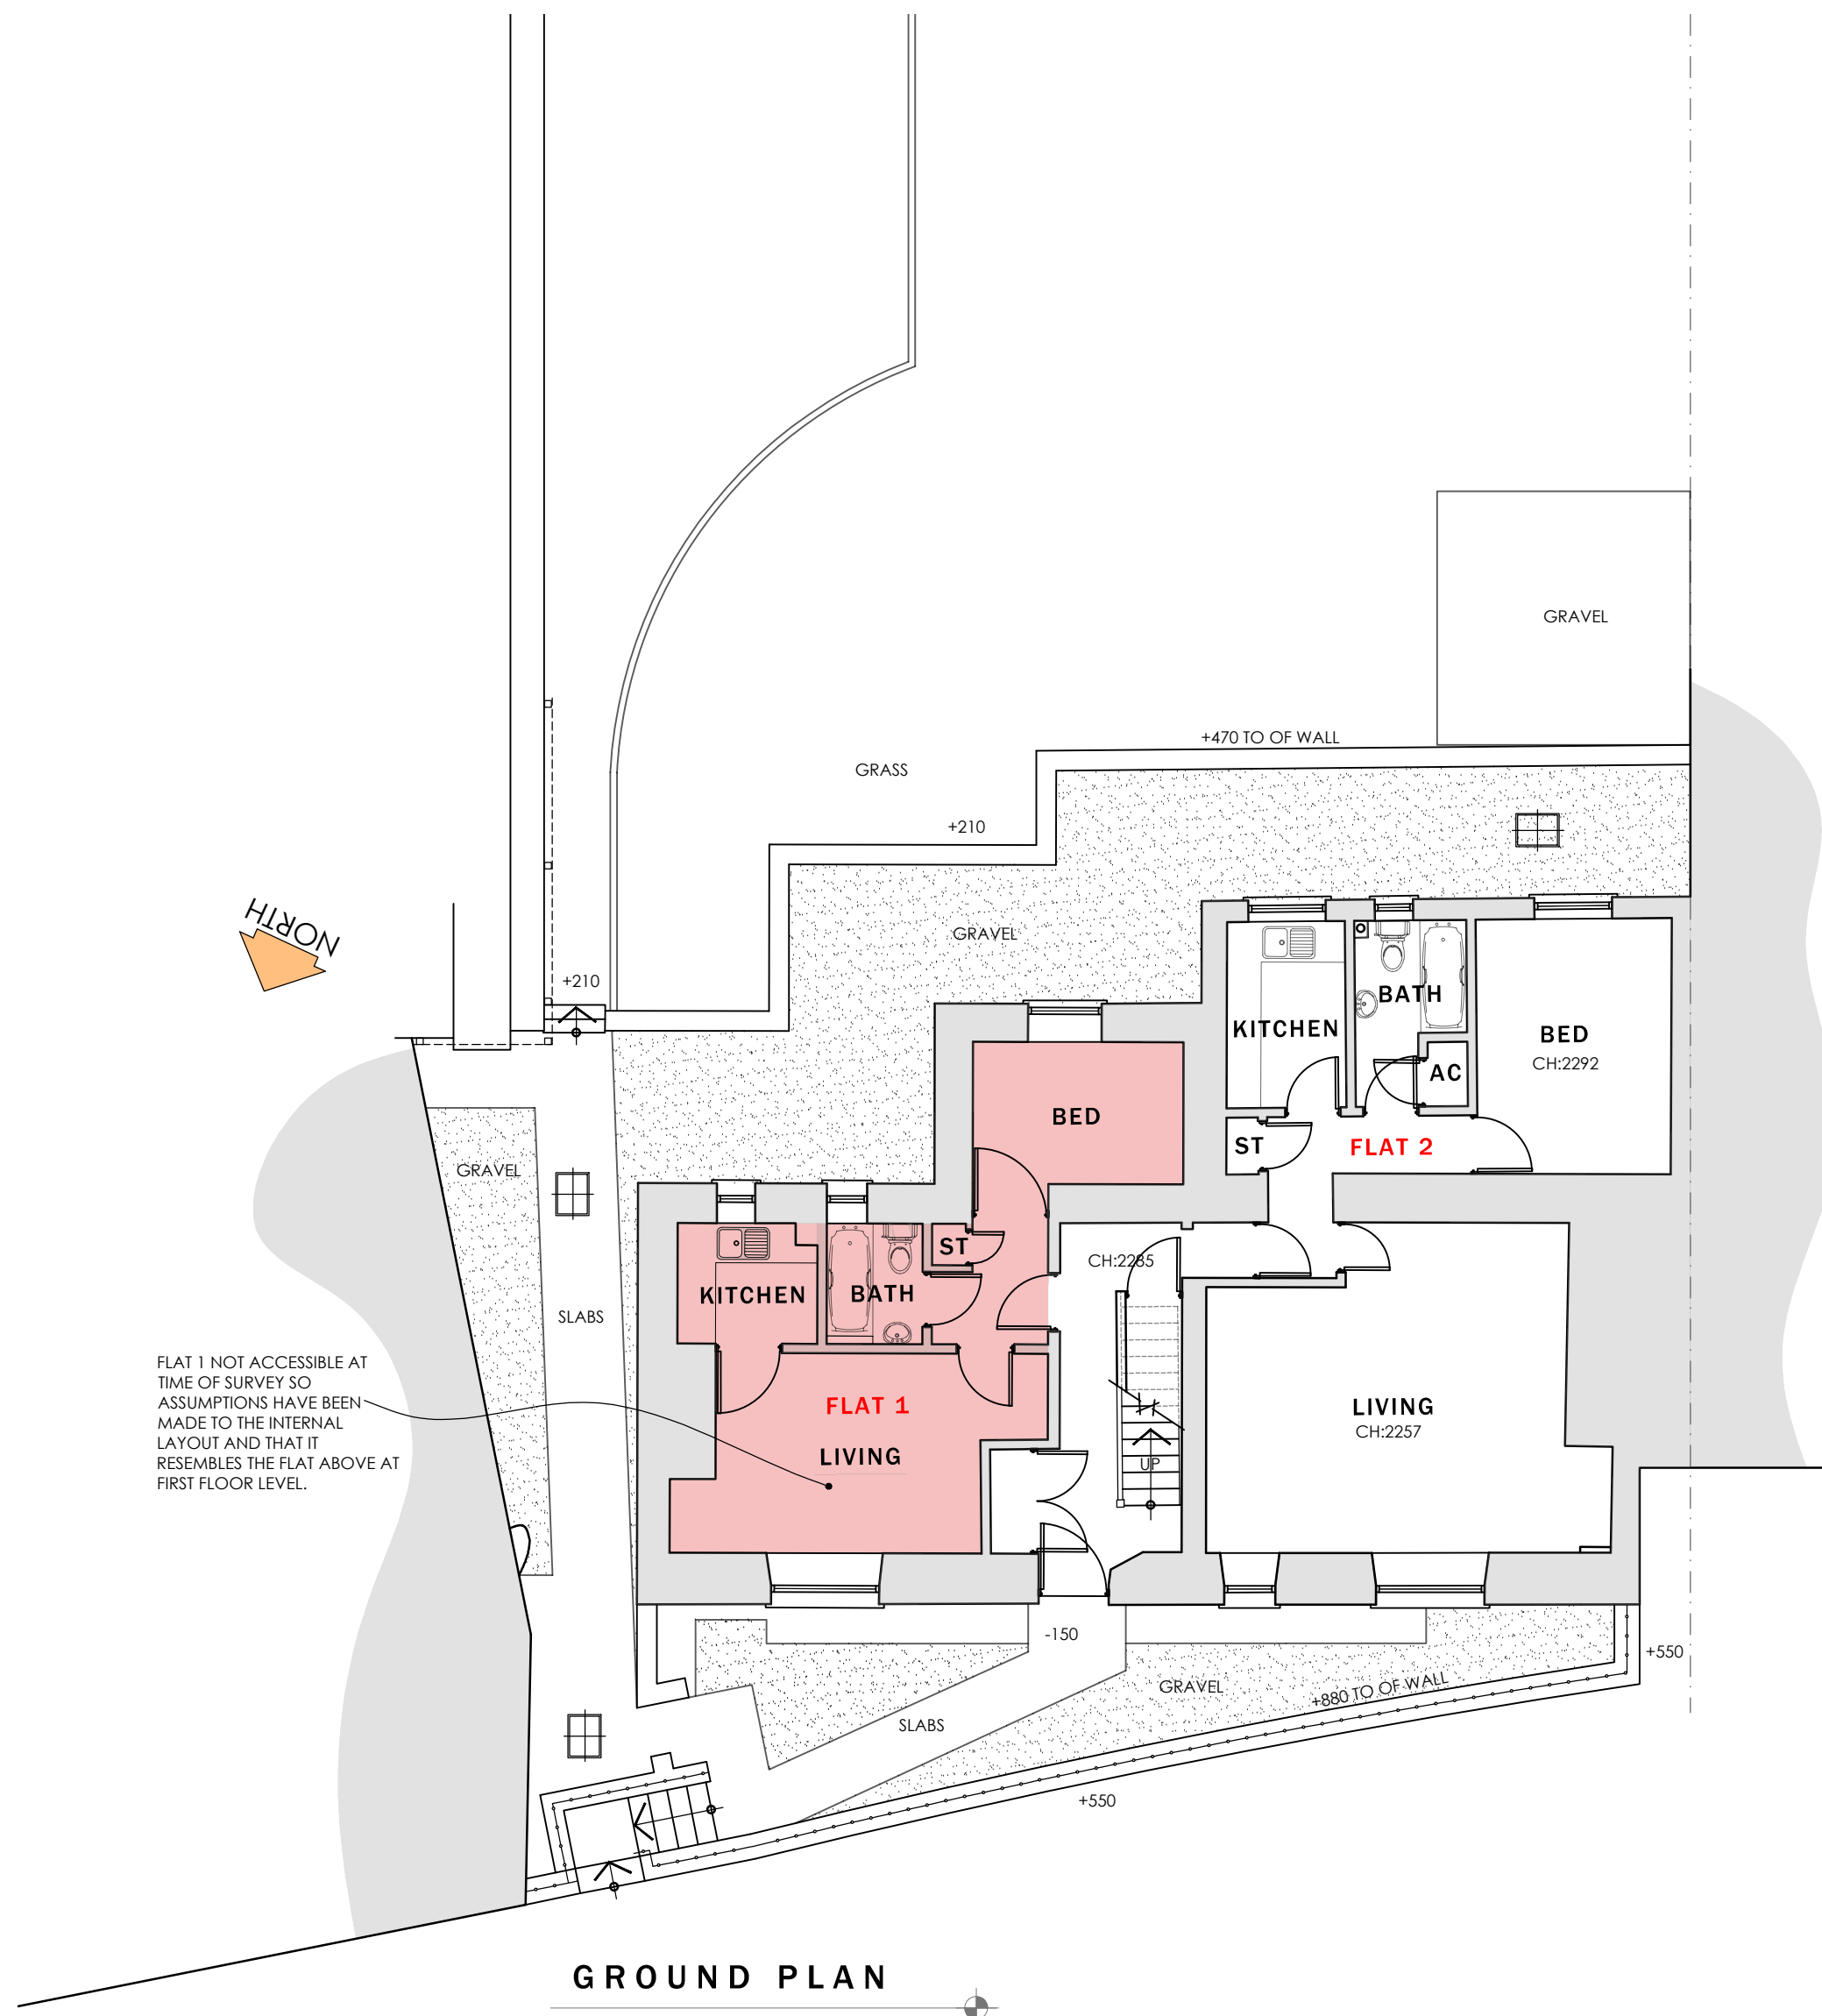 GRAVEL
+470 TO OF WALL
GRASS
+210
NORTH
GRAVEL
+210
BATH
KITCHEN
BED
CH:2292
AC
BED
ST
FLAT 2
GRAVEL
ST
CH:2285
KITCHEN
BATH
SLABS
FLAT 1 NOT ACCESSIBLE AT
TIME OF SURVEY SO
ASSUMPTIONS HAVE BEEN
MADE TO THE INTERNAL
LAYOUT AND THAT IT
RESEMBLES THE FLAT ABOVE AT
FIRST FLOOR LEVEL.
FLAT 1
LIVING
LIVING
CH:2257
UP
-150
+550
GRAVEL
+880 TO OF WALL
SLABS
+550
GROUND PLAN